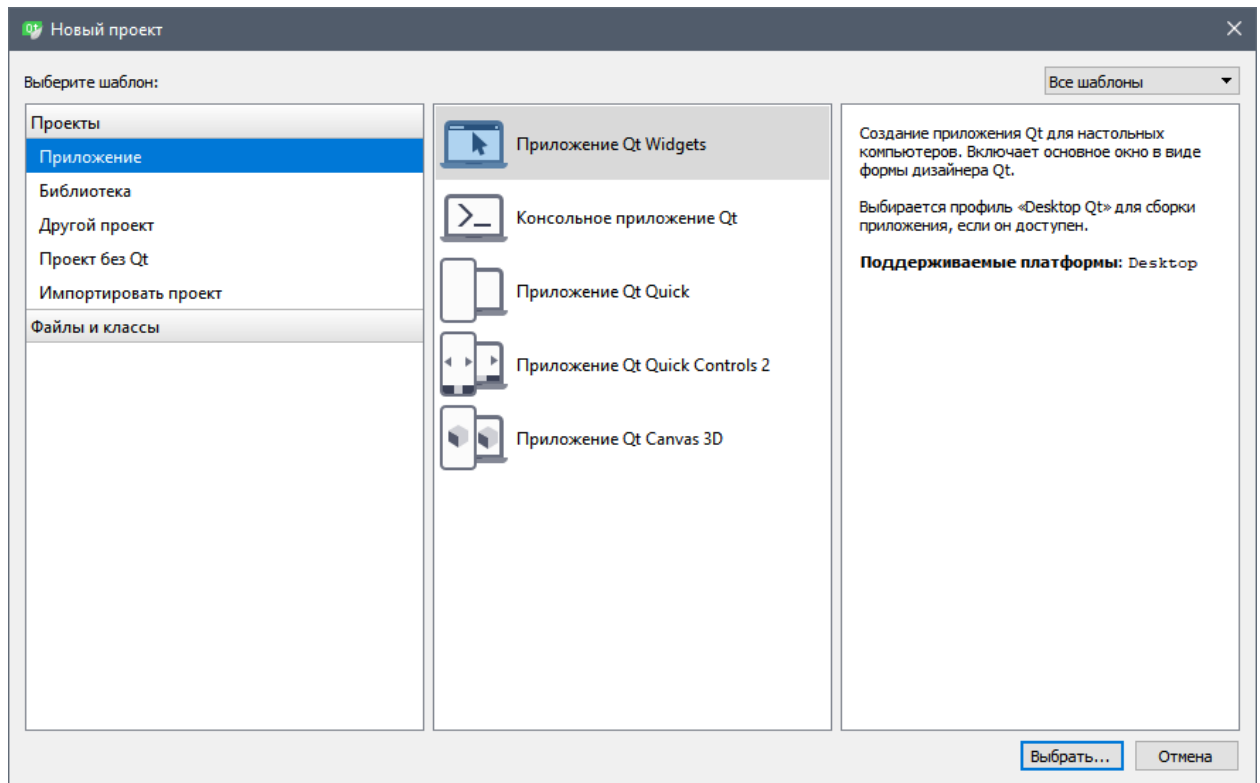 Новый проект
Выберите шаблон:
Все шаблоны
Проекты
Приложение
Библиотека
Другой проект
Проект без Qt
Импортировать проект
Файлы и классы
Приложение Qt Widgets
Консольное приложение Qt
Приложение Qt Quick
Приложение Qt Quick Controls 2
Приложение Qt Canvas 3D
Создание приложения Qt для настольных
компьютеров. Включает основное окно в виде
формы дизайнера Qt.
Выбирается профиль «Desktop Qt» для сборки
приложения, если он доступен.
Поддерживаемые платформы: Desktop
Выбрать...
Отмена